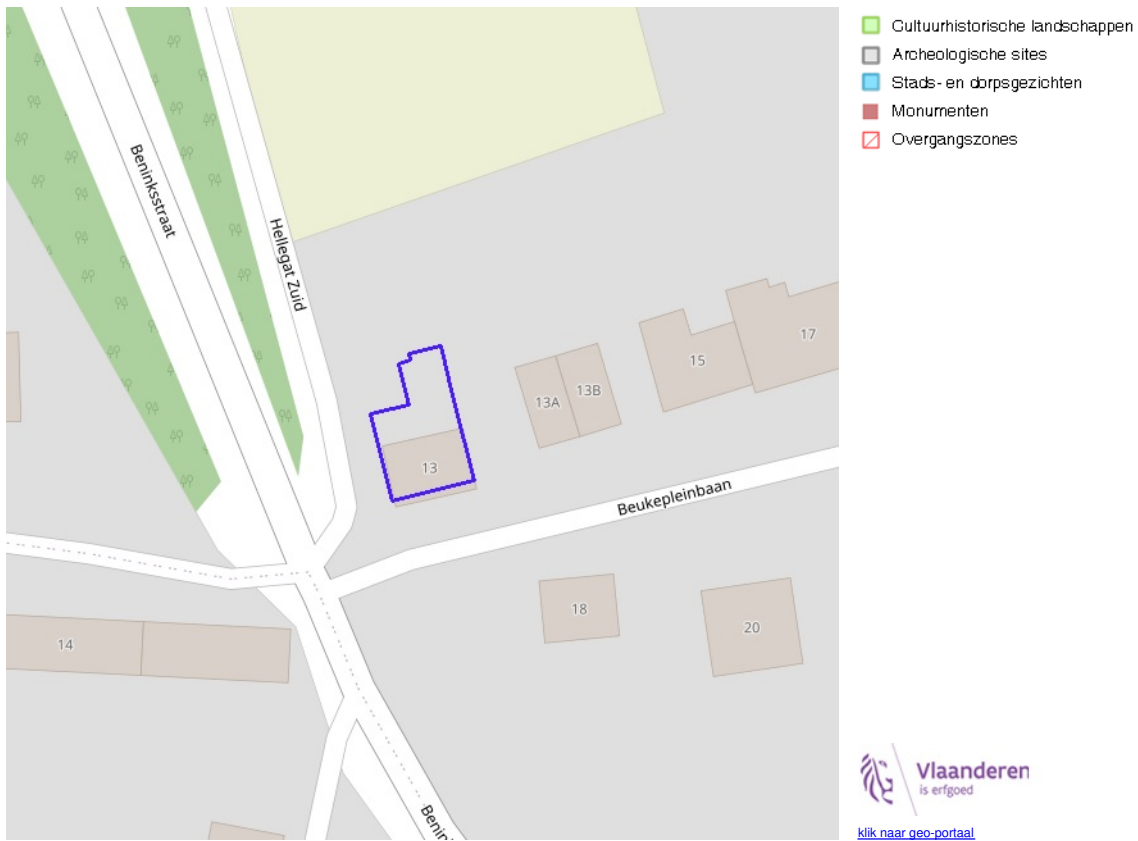 Cultuurhistorische landschappen
Archeologische sites
Stads- en dorpsgezichten
Monumenten
Overgangszones
Beninksstraat
Hellegat Zuid
17
15
13B
13A
13
Beukepleinbaan
18
20
14
Benin
Vlaanderen
is erfgoed
klik naar geo-portaal